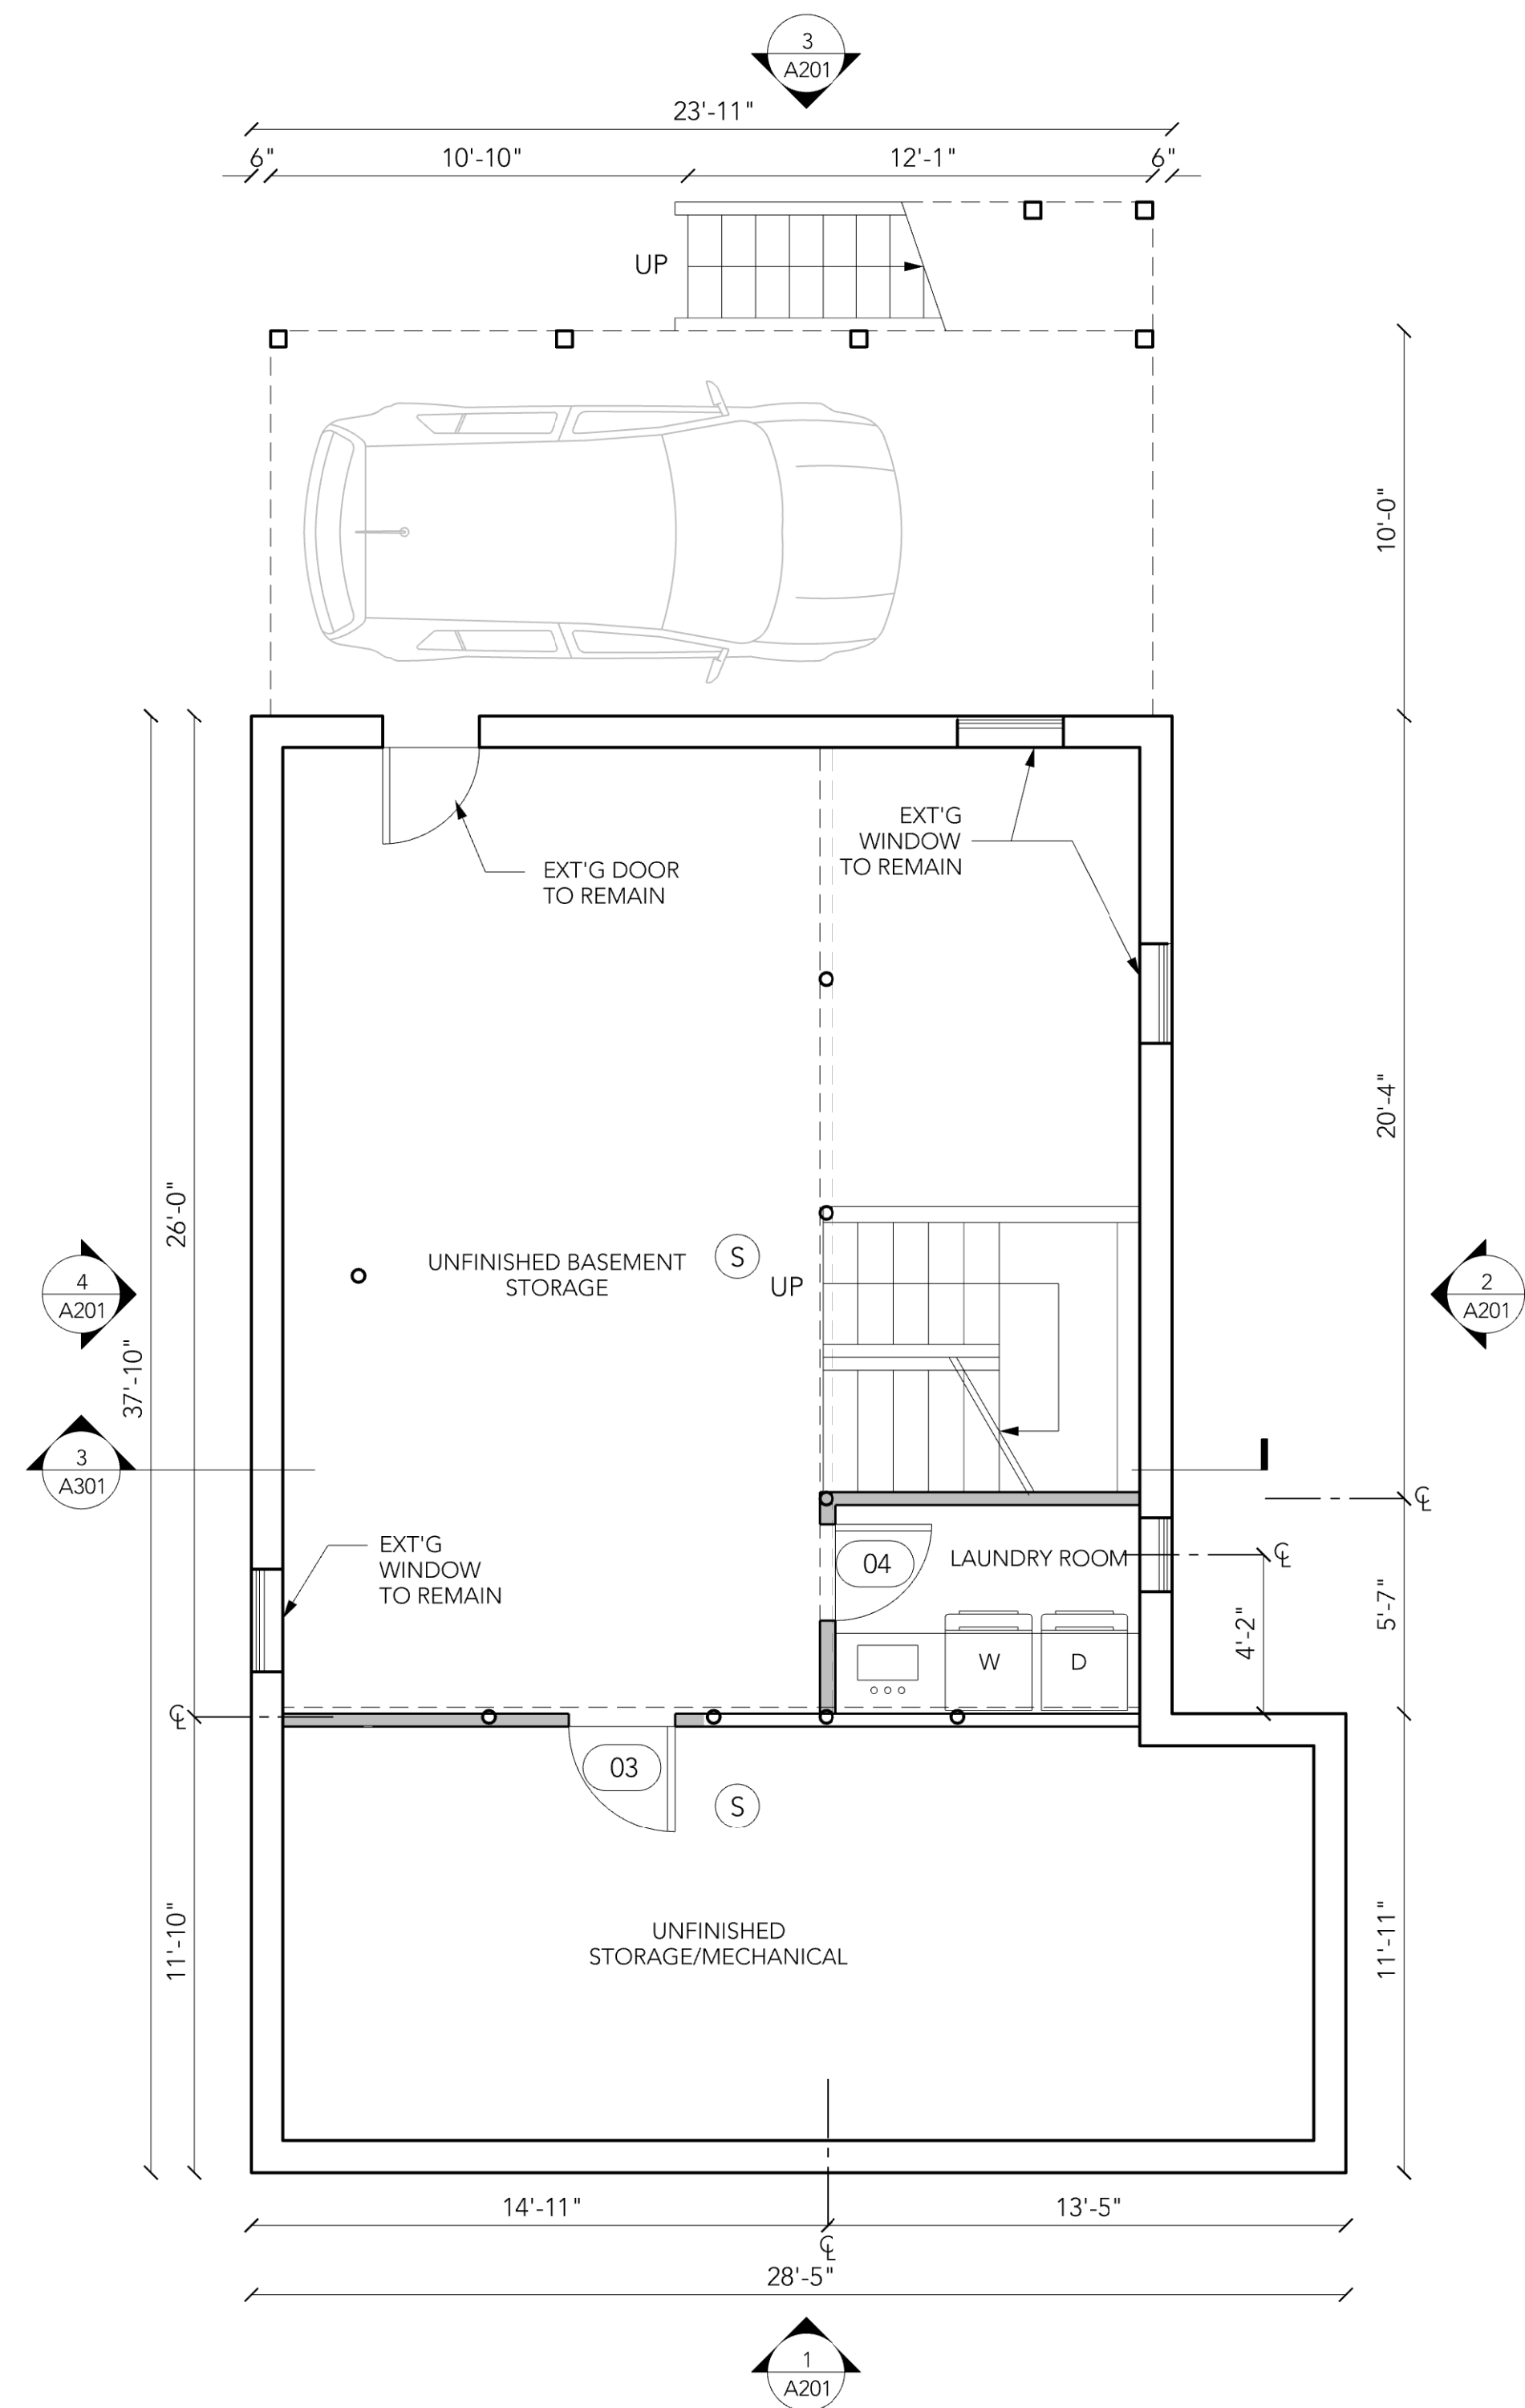 3
A201
23'-11"
6"
10'-10"
12'-1"
6"
UP
10'-0"
EXT'G
WINDOW
TO REMAIN
EXT'G DOOR
TO REMAIN
20'-4"
26'-0"
UNFINISHED BASEMENT
STORAGE
S
UP
4
A201
2
A201
37'-10"
3
A301
℄
EXT'G
WINDOW
TO REMAIN
04
LAUNDRY ROOM
℄
5'-7"
4'-2"
W
D
℄
03
S
11'-10"
UNFINISHED
STORAGE/MECHANICAL
11'-11"
14'-11"
13'-5"
℄
28'-5"
1
A201